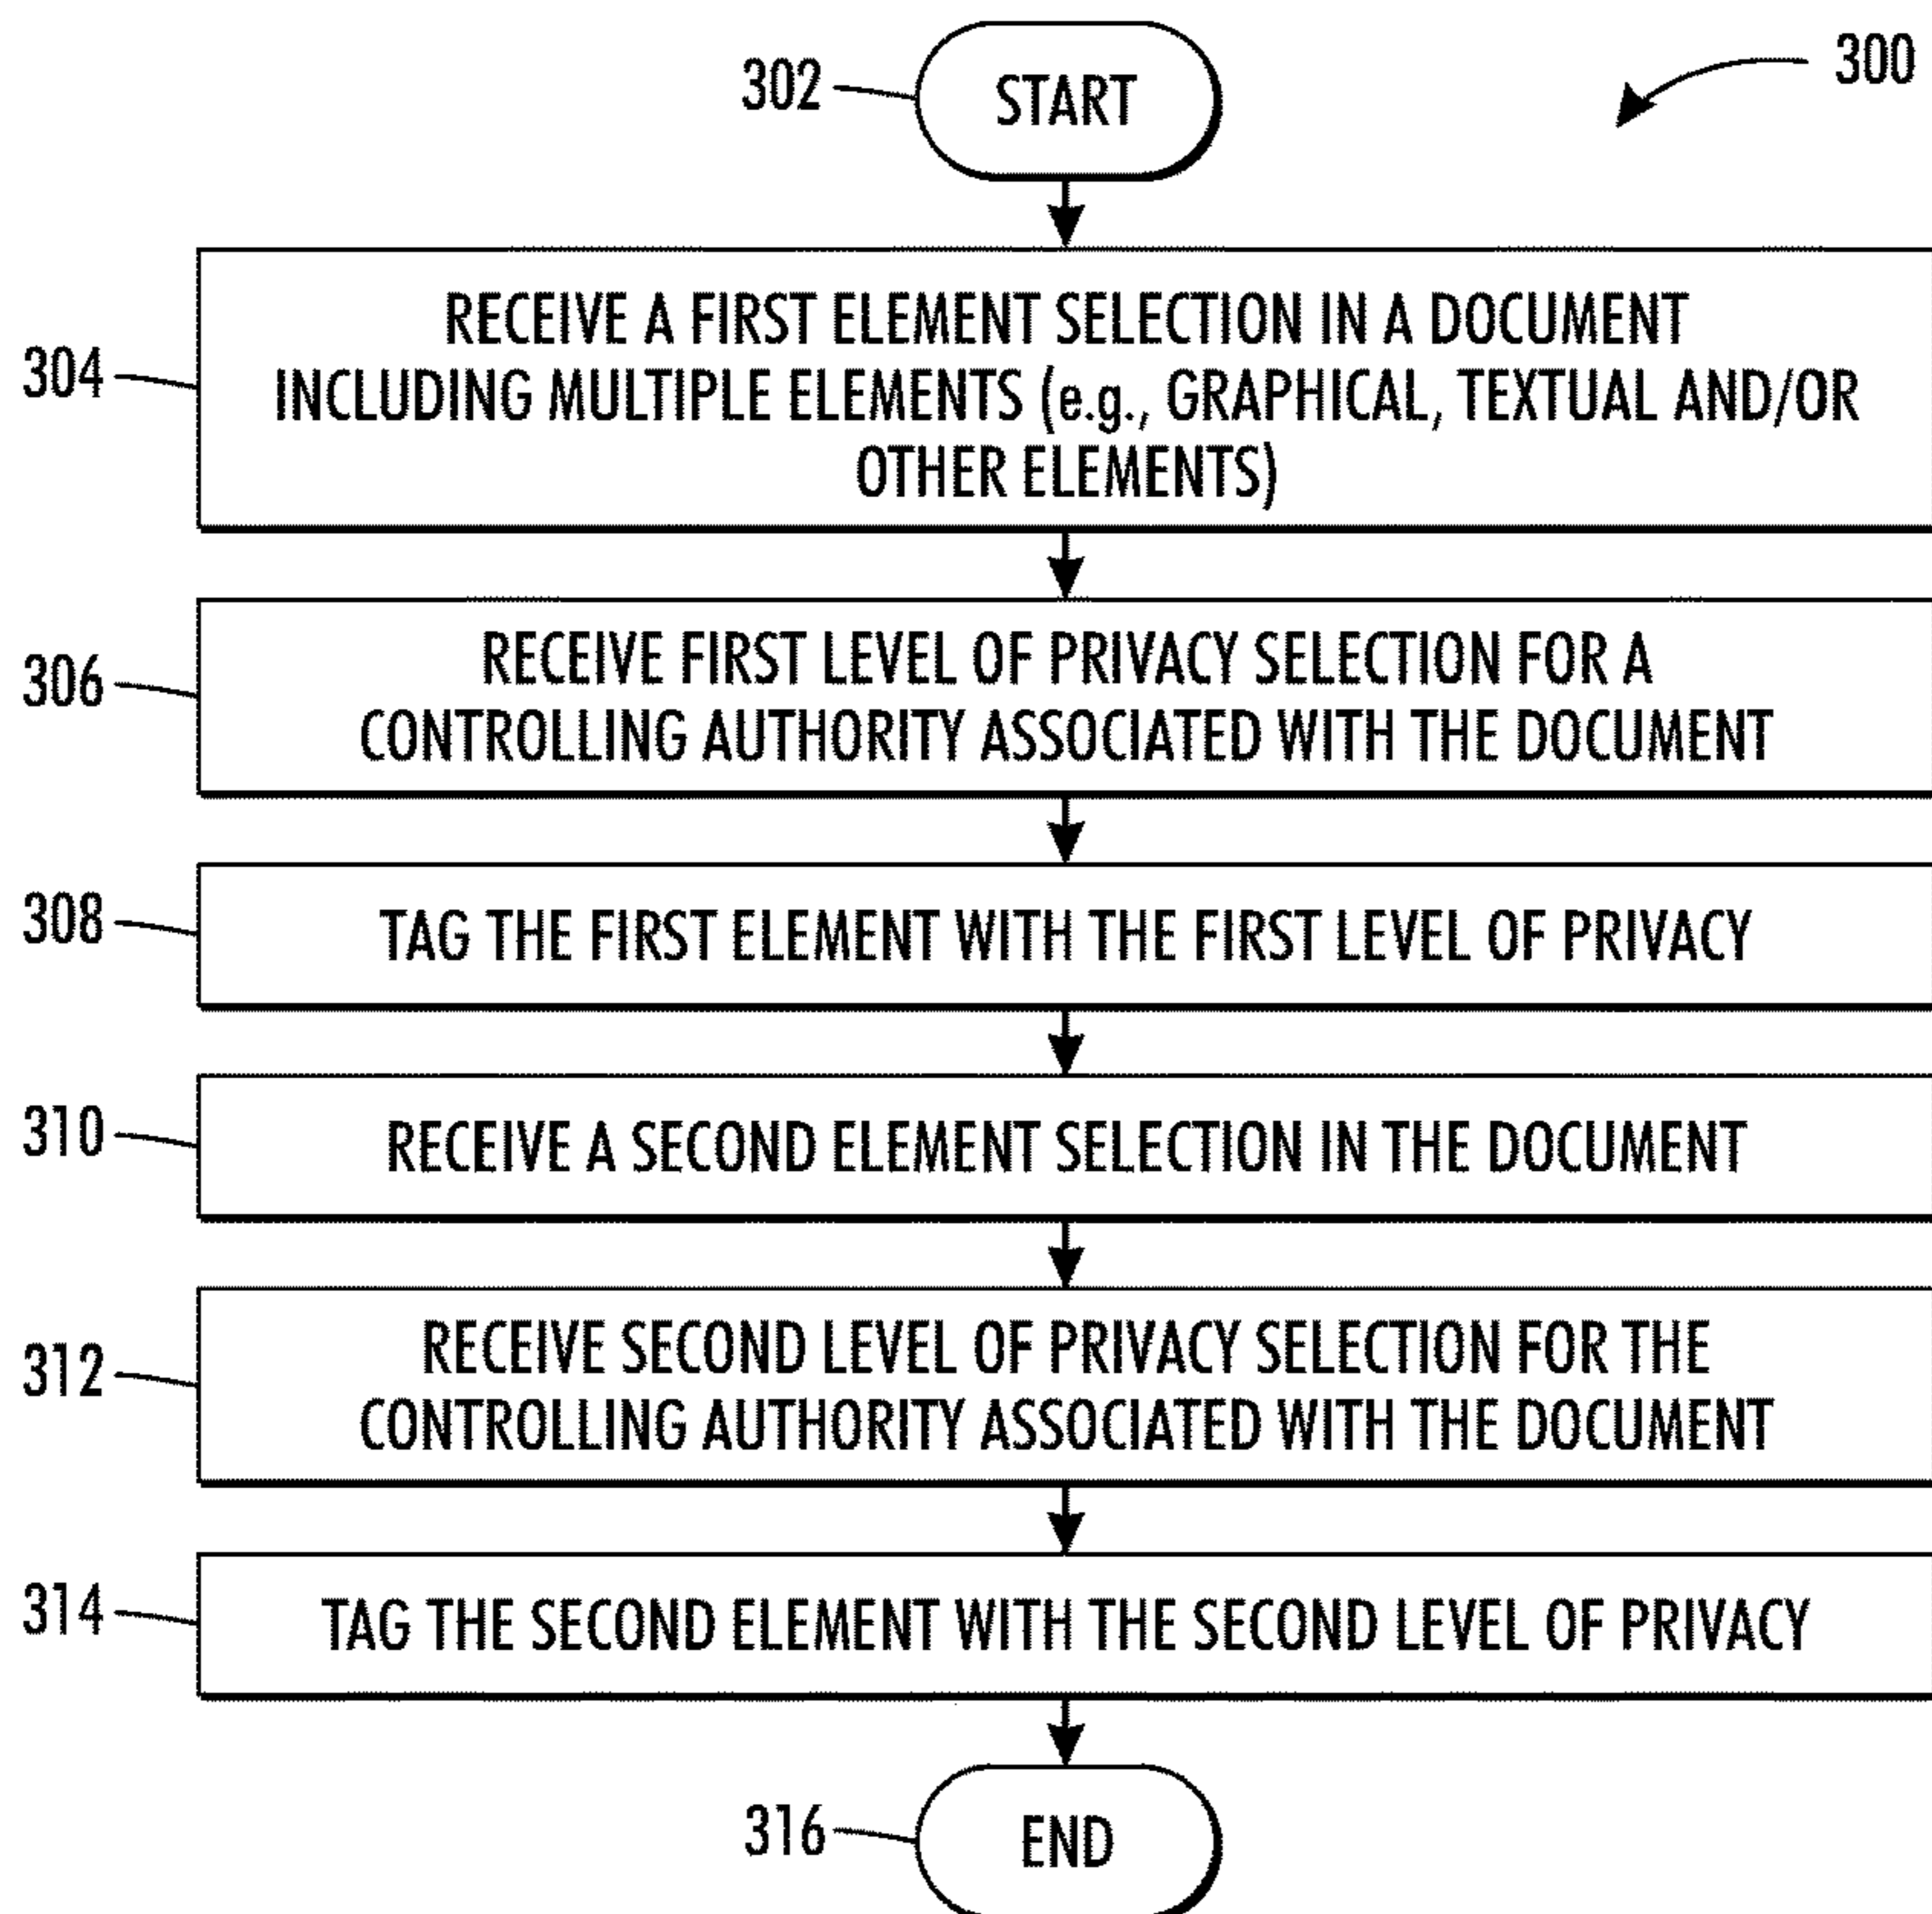 300
302
START
304
RECEIVE A FIRST ELEMENT SELECTION IN A DOCUMENT
INCLUDING MULTIPLE ELEMENTS (e.g., GRAPHICAL, TEXTUAL AND/OR
OTHER ELEMENTS)
306
RECEIVE FIRST LEVEL OF PRIVACY SELECTION FOR A
CONTROLLING AUTHORITY ASSOCIATED WITH THE DOCUMENT
308
TAG THE FIRST ELEMENT WITH THE FIRST LEVEL OF PRIVACY
310
RECEIVE A SECOND ELEMENT SELECTION IN THE DOCUMENT
312
RECEIVE SECOND LEVEL OF PRIVACY SELECTION FOR THE
CONTROLLING AUTHORITY ASSOCIATED WITH THE DOCUMENT
314
TAG THE SECOND ELEMENT WITH THE SECOND LEVEL OF PRIVACY
316
END